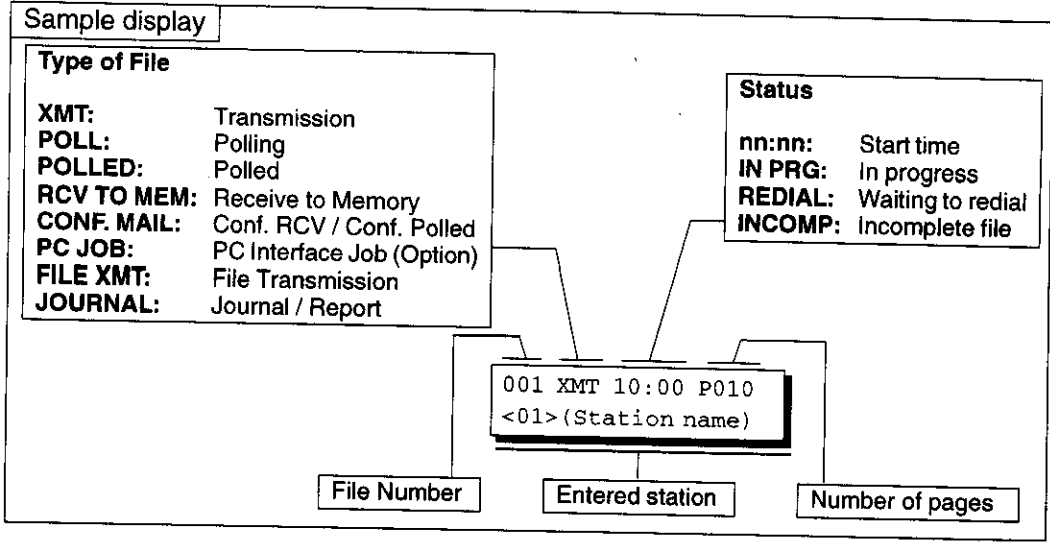 Sample display
Type of File
XMT: Transmission
POLL: Polling
POLLED: Polled
RCV TO MEM: Receive to Memory
CONF. MAIL: Conf. RCV / Conf. Polled
PC JOB: PC Interface Job (Option)
FILE XMT: File Transmission
JOURNAL: Journal / Report
Status
nn:nn: Start time
IN PRG: In progress
REDIAL: Waiting to redial
INCOMP: Incomplete file
001 XMT 10:00 P010
<01>(Station name)
File Number
Entered station
Number of pages